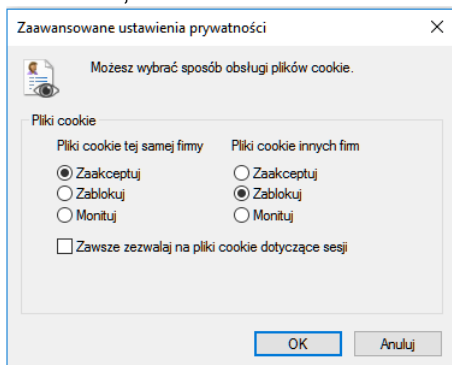 Zaawansowane ustawienia prywatności
Możesz wybrać sposób obsługi plików cookie.
Pliki cookie
Pliki cookie tej samej firmy Pliki cookie innych firm
Zaakceptuj Zaakceptuj
Zablokuj Zablokuj
Monituj Monituj
Zawsze zezwalaj na pliki cookie dotyczące sesji
OK Anuluj